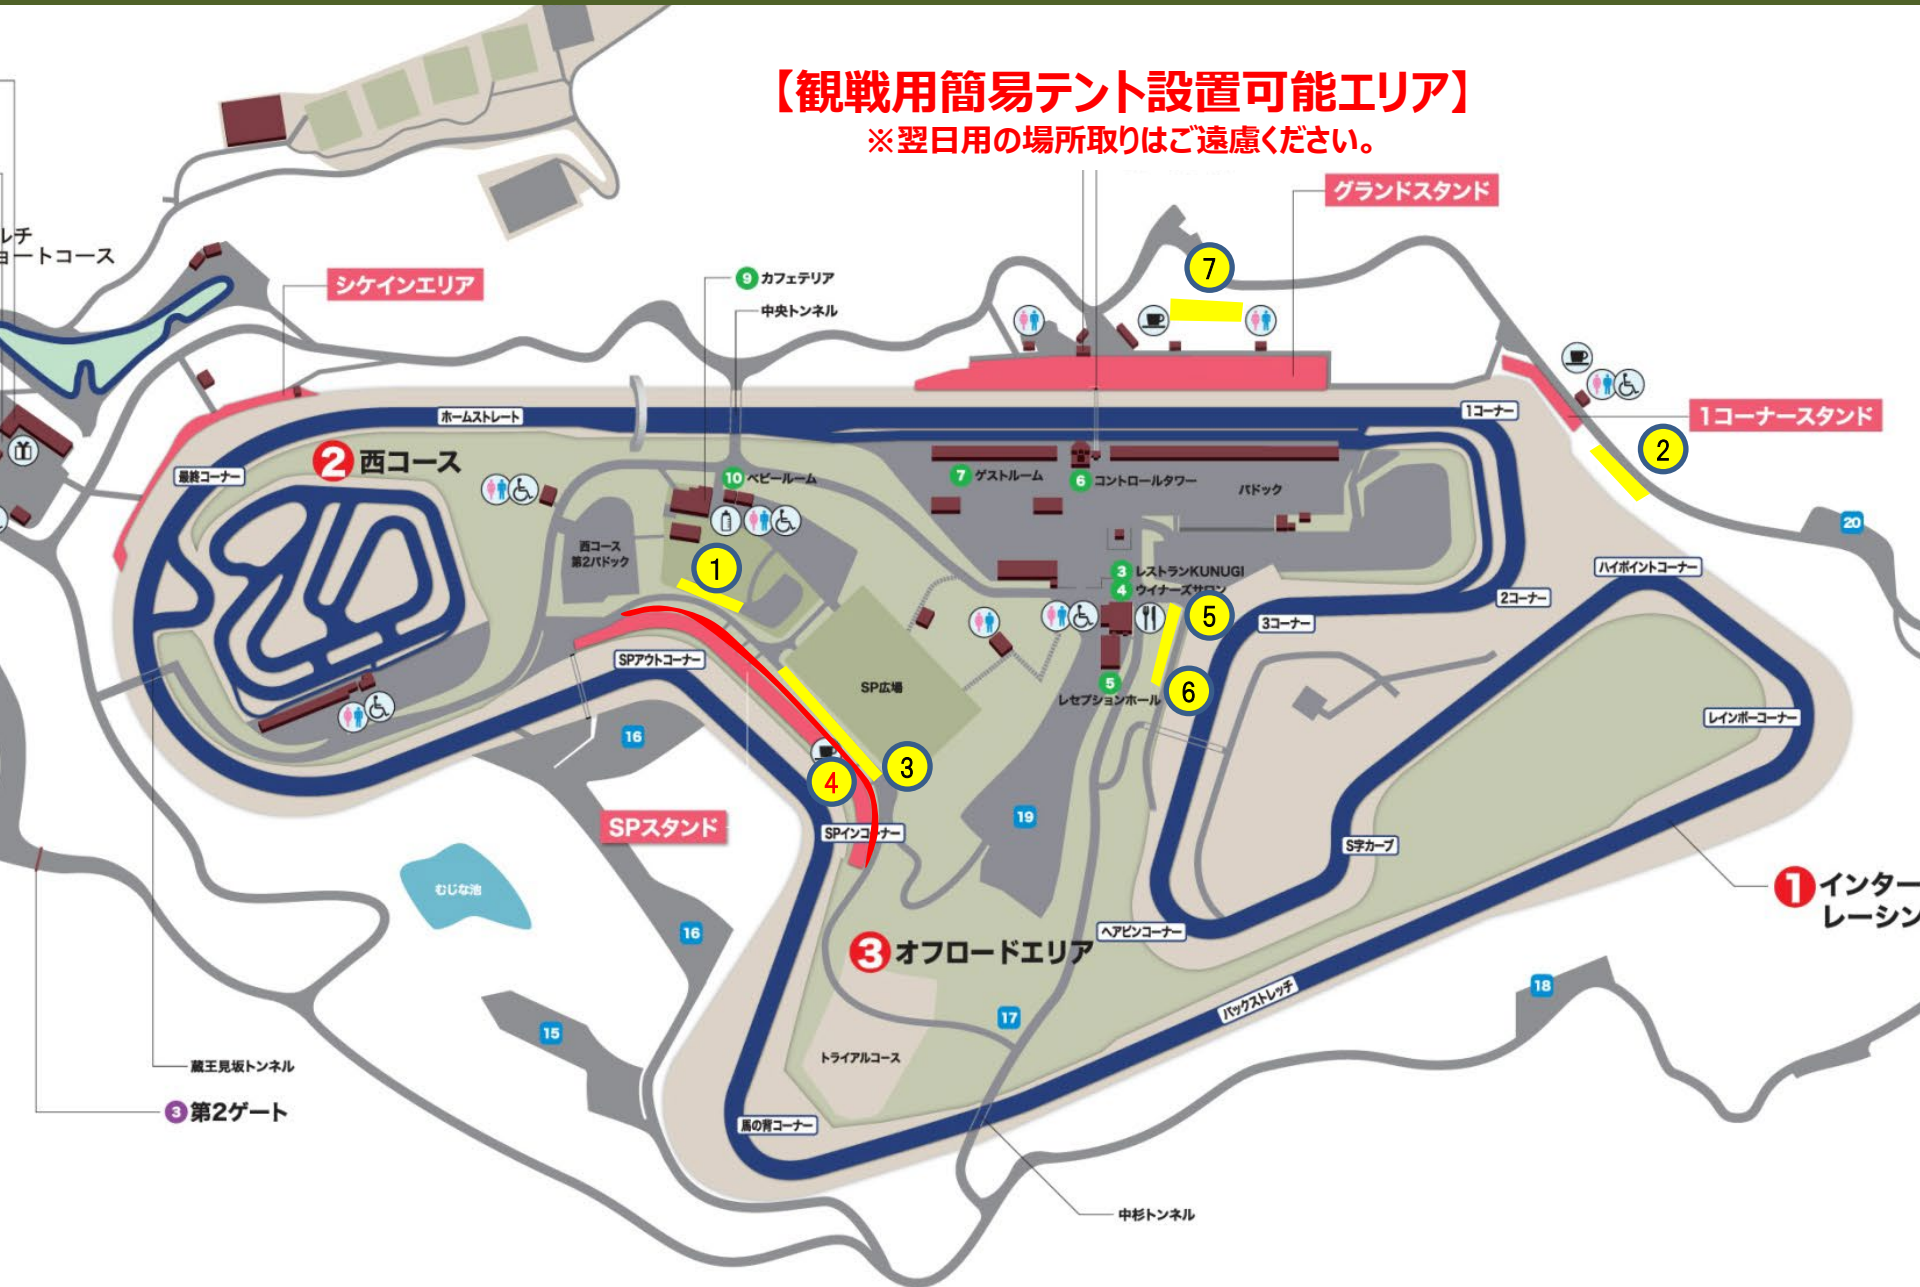 【観戦用簡易テント設置可能エリア】
※翌日用の場所取りはご遠慮ください。
グランドスタンド
ルチ
ョートコース
シケインエリア
9 カフェテリア
中央トンネル
7
1コーナースタンド
2
ホームストレート
1コーナー
2 西コース
最終コーナー
10 ベビールーム
7 ゲストルーム
6 コントロールタワー
パドック
20
西コース
第2パドック
1
3 レストランKUNUGI
4 ウイナーズサロン
5
ハイポイントコーナー
2コーナー
3コーナー
SPアウトコーナー
SP広場
5
レセプションホール
6
レインボーコーナー
16
3
4
SPスタンド
SPインコーナー
19
S字カーブ
むじな池
1 インター
レーシン
16
3 オフロードエリア
ヘアピンコーナー
バックストレッチ
18
15
17
トライアルコース
蔵王見坂トンネル
3 第2ゲート
馬の背コーナー
中杉トンネル